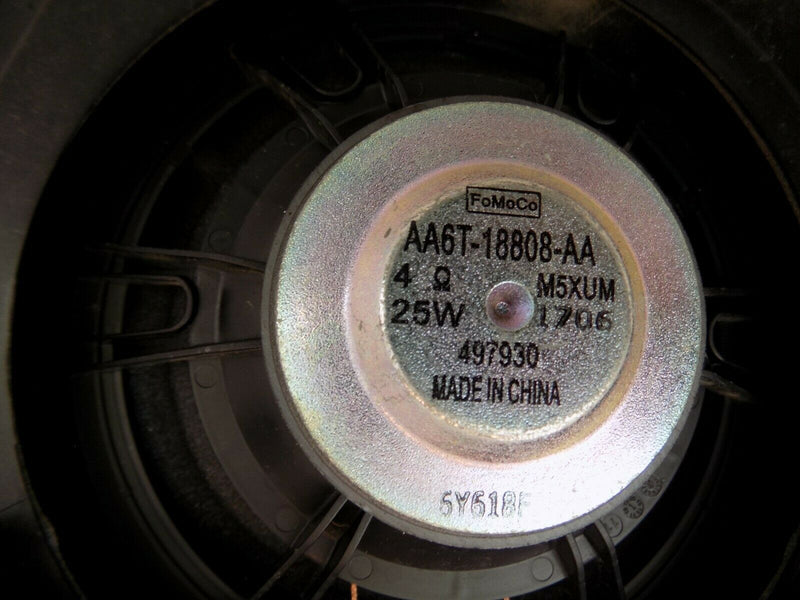 FoMoCo
AA6T-18808-AA
4 Ω M5XUM
25W 1706
497930
MADE IN CHINA
5Y618F